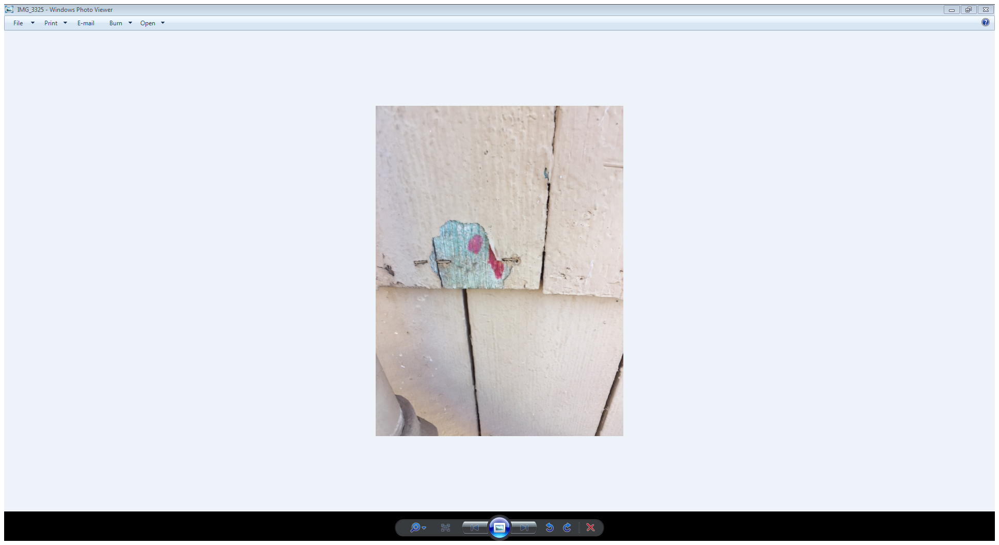 IMG_3325 - Windows Photo Viewer
File Print E-mail Burn Open